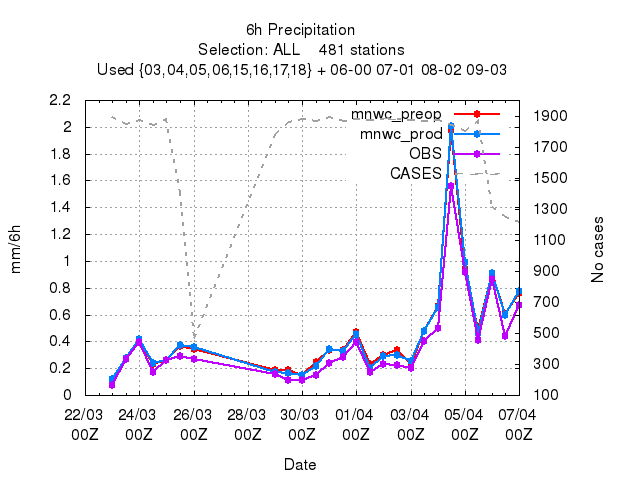 6h Precipitation
Selection: ALL    481 stations
Used {03,04,05,06,15,16,17,18} + 06-00 07-01 08-02 09-03
mnwc_preop
mnwc_prod
OBS
CASES
2.2
2
1.8
1.6
1.4
1.2
1
0.8
0.6
0.4
0.2
0
mm/6h
1900
1700
1500
1300
1100
900
700
500
300
100
No cases
22/03 24/03 26/03 28/03 30/03 01/04 03/04 05/04 07/04
00Z 00Z 00Z 00Z 00Z 00Z 00Z 00Z 00Z
Date